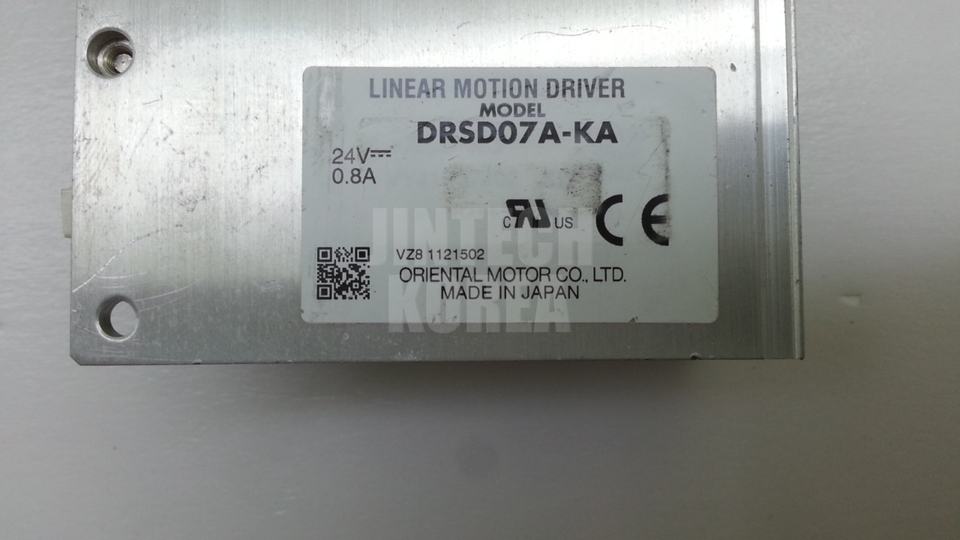 LINEAR MOTION DRIVER
MODEL
DRSD07A-KA
24V
0.8A
c RU US CE
JINTECH
KOREA
VZ8 1121502
ORIENTAL MOTOR CO., LTD.
MADE IN JAPAN